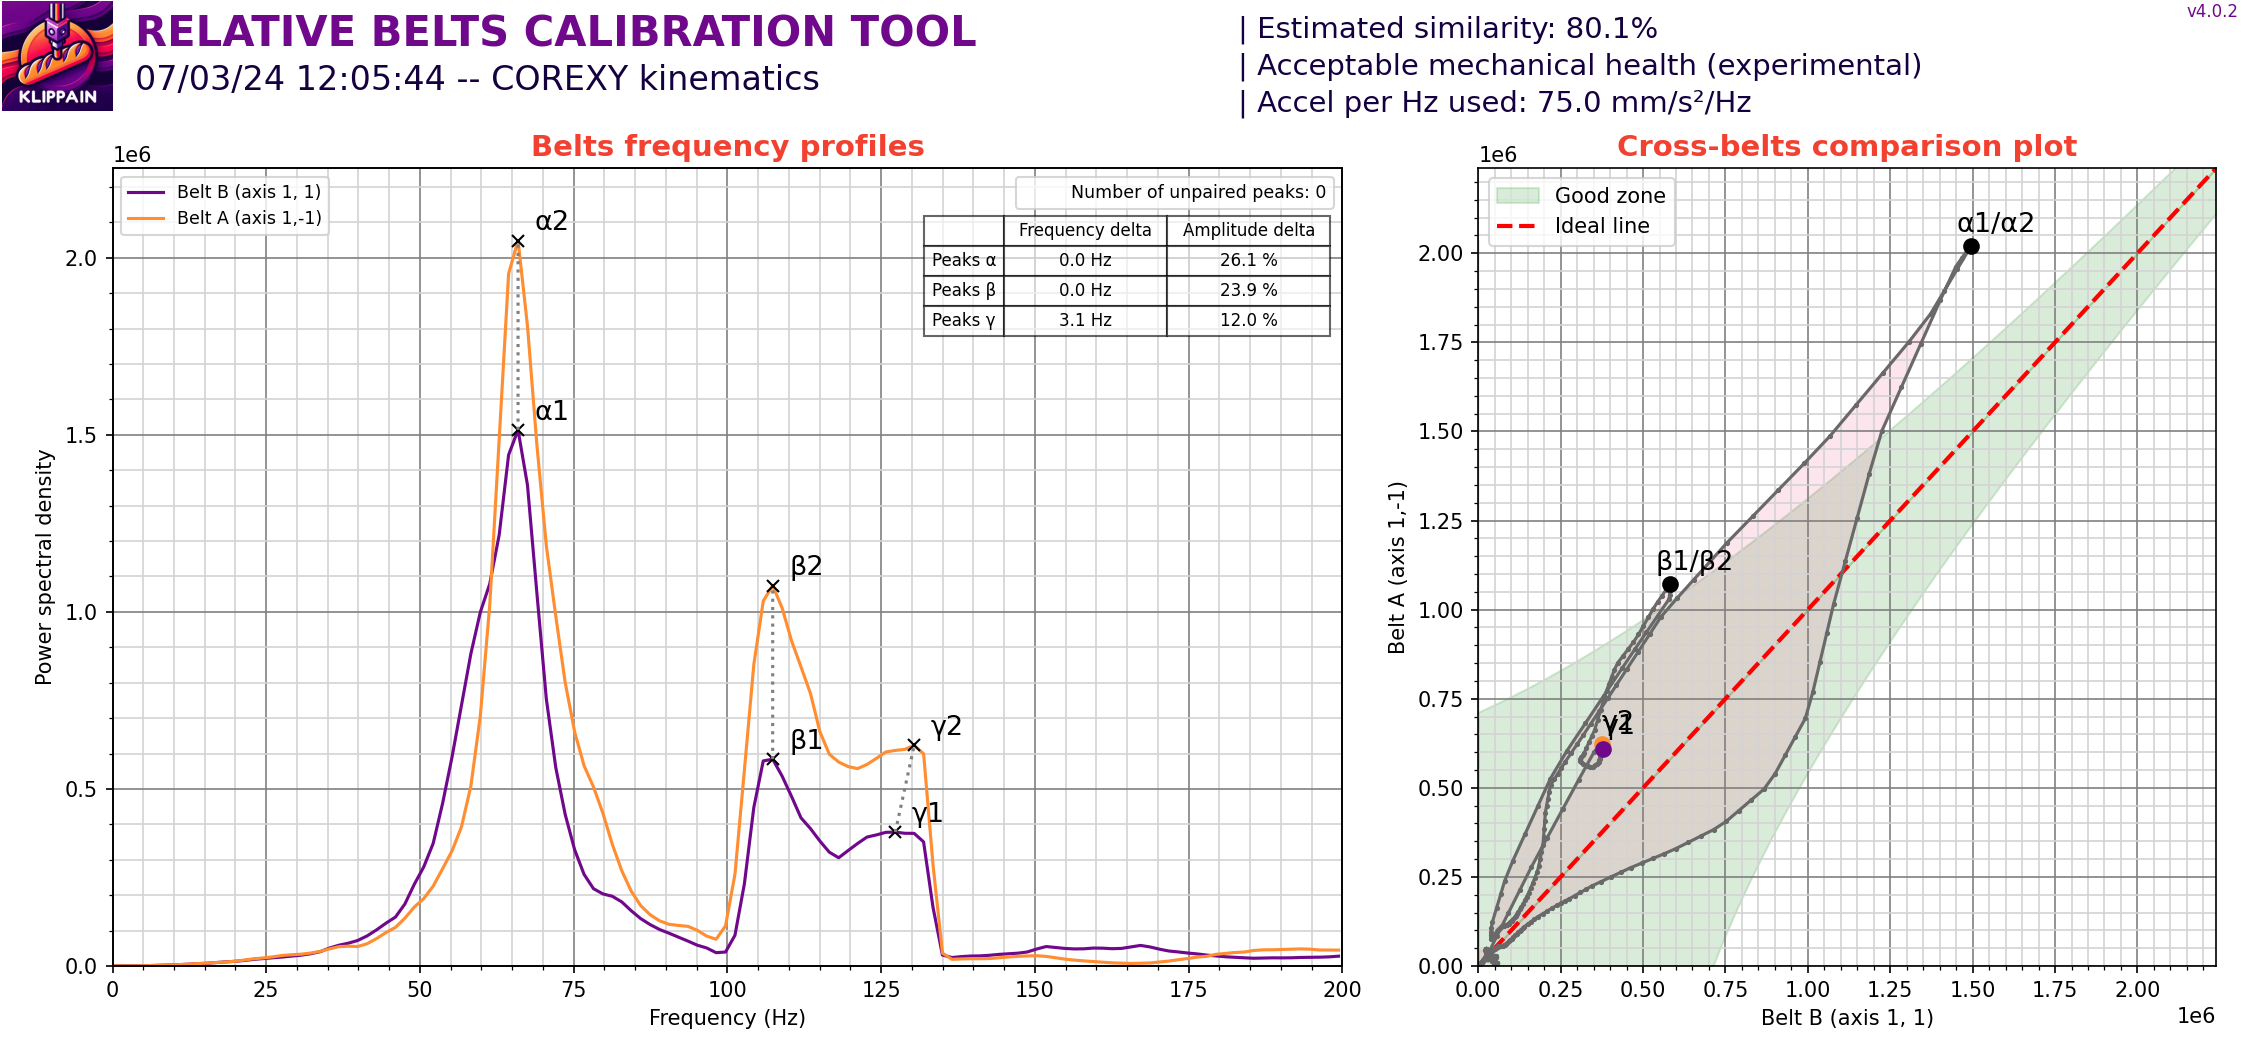 KLIPPAIN
RELATIVE BELTS CALIBRATION TOOL
07/03/24 12:05:44 -- COREXY kinematics
| Estimated similarity: 80.1%
| Acceptable mechanical health (experimental)
| Accel per Hz used: 75.0 mm/s²/Hz
v4.0.2
Belts frequency profiles
1e6
Belt B (axis 1, 1)
Belt A (axis 1,-1)
Number of unpaired peaks: 0
Frequency delta Amplitude delta
Peaks α 0.0 Hz 26.1 %
Peaks β 0.0 Hz 23.9 %
Peaks γ 3.1 Hz 12.0 %
α2
α1
β2
β1
γ2
γ1
2.0
1.5
1.0
0.5
0.0
Power spectral density
0 25 50 75 100 125 150 175 200
Frequency (Hz)
Cross-belts comparison plot
1e6
Good zone
Ideal line
α1/α2
β1/β2
γ2
γ1
2.00
1.75
1.50
1.25
1.00
0.75
0.50
0.25
0.00
Belt A (axis 1,-1)
0.00 0.25 0.50 0.75 1.00 1.25 1.50 1.75 2.00
Belt B (axis 1, 1)
1e6